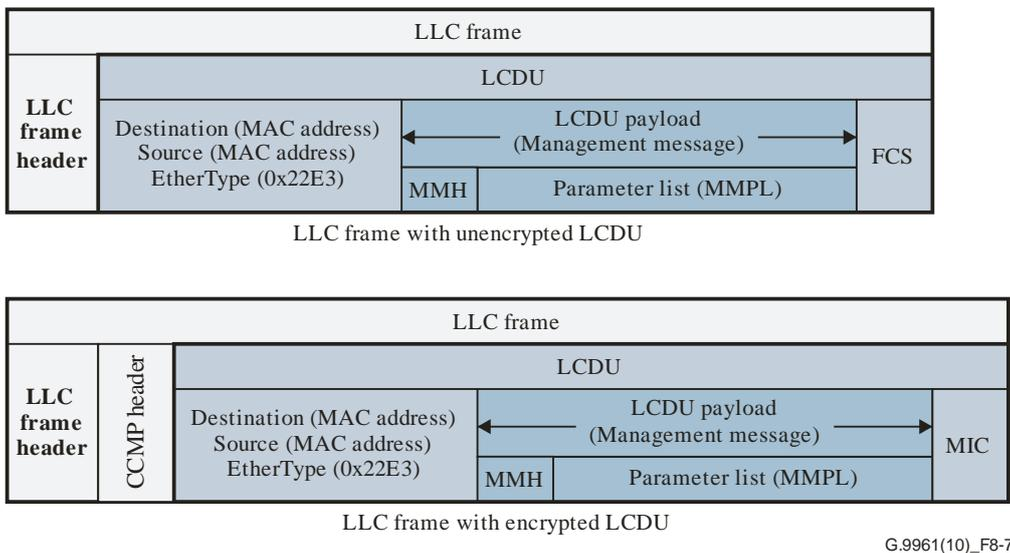 LLC frame
LLC
frame
header
LCDU
Destination (MAC address)
Source (MAC address)
EtherType (0x22E3)
LCDU payload
(Management message)
MMH
Parameter list (MMPL)
FCS
LLC frame with unencrypted LCDU
LLC frame
LLC
frame
header
CCMP header
LCDU
Destination (MAC address)
Source (MAC address)
EtherType (0x22E3)
LCDU payload
(Management message)
MMH
Parameter list (MMPL)
MIC
LLC frame with encrypted LCDU
G.9961(10)_F8-7